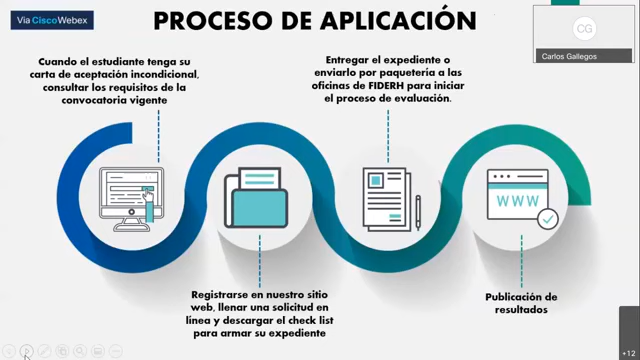 Via CiscoWebex
PROCESO DE APLICACIÓN
CG
Carlos Gallegos
Cuando el estudiante tenga su
carta de aceptación incondicional,
consultar los requisitos de la
convocatoria vigente
Entregar el expediente o
enviarlo por paquetería a las
oficinas de FIDERH para iniciar
el proceso de evaluación.
WWW
Registrarse en nuestro sitio
web, llenar una solicitud en
línea y descargar el check list
para armar su expediente
Publicación de
resultados
+12